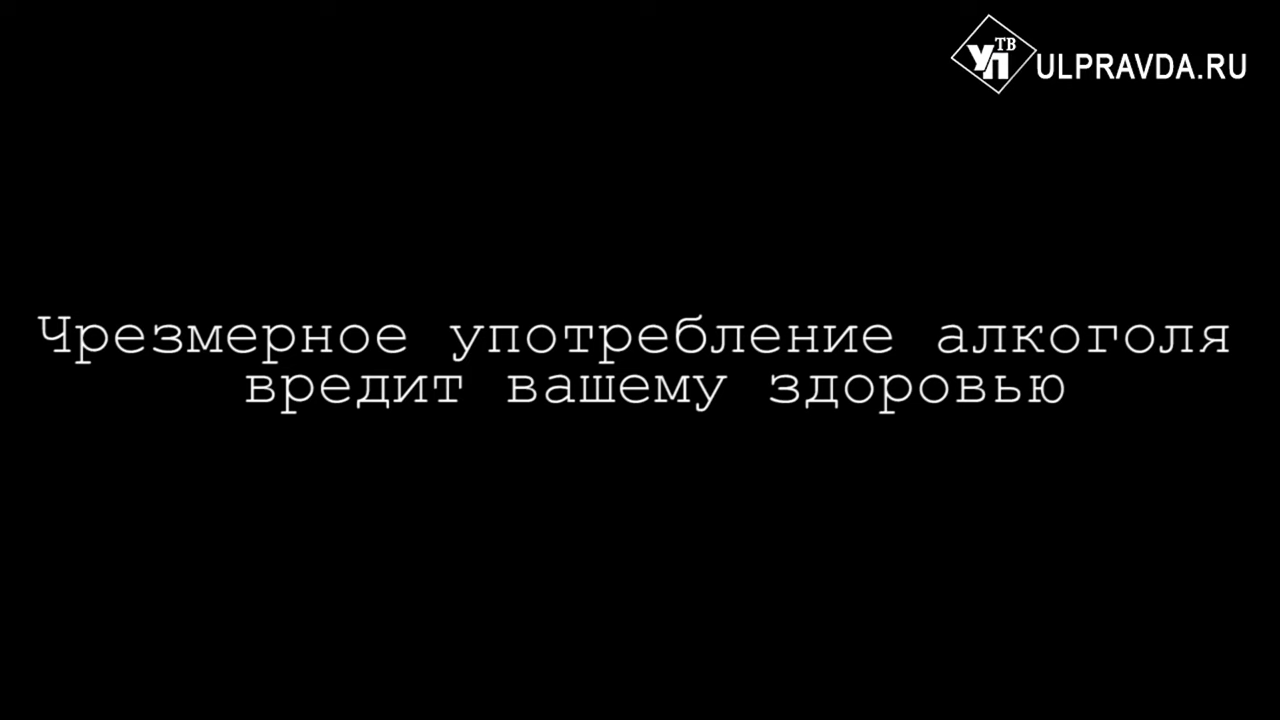 ТВ
УП
ULPRAVDA.RU
Чрезмерное употребление алкоголя
вредит вашему здоровью